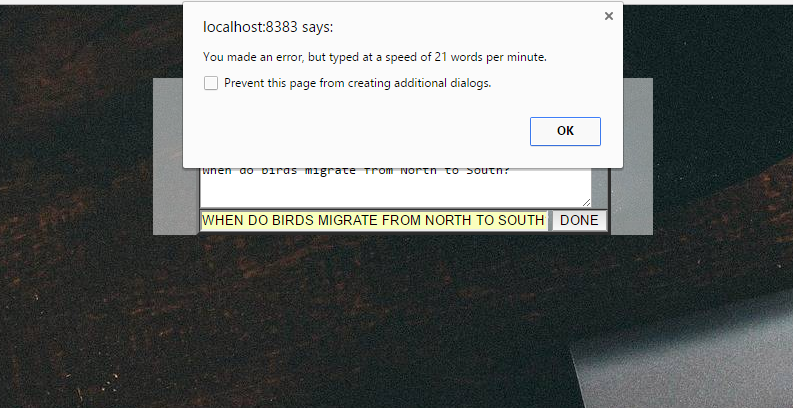 localhost:8383 says:
You made an error, but typed at a speed of 21 words per minute.
Prevent this page from creating additional dialogs.
OK
when do birds migrate from North to South?
WHEN DO BIRDS MIGRATE FROM NORTH TO SOUTH
DONE